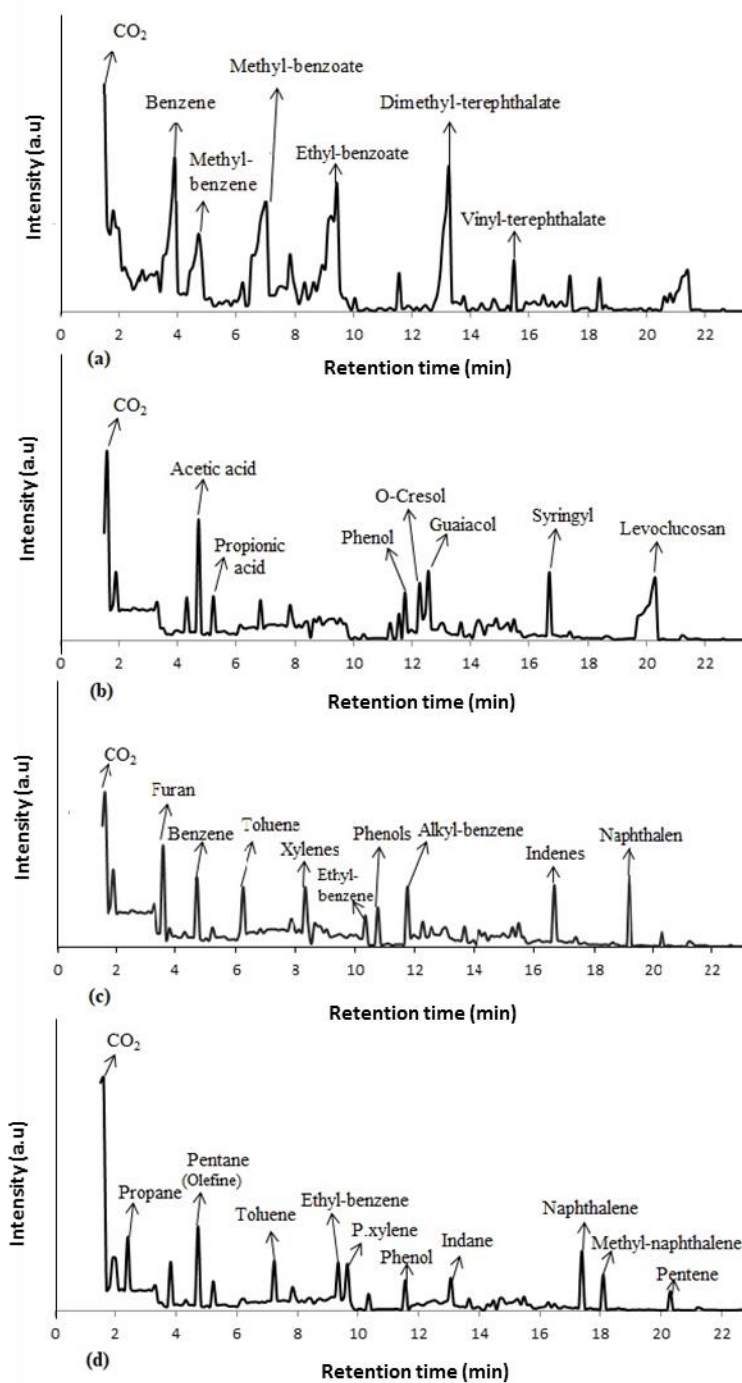 CO₂
Methyl-benzoate
Benzene
Dimethyl-terephthalate
Methyl-
benzene
Ethyl-benzoate
Vinyl-terephthalate
Intensity (a.u)
0 2 4 6 8 10 12 14 16 18 20 22
(a)
Retention time (min)
CO₂
Acetic acid
O-Cresol
Propionic
acid
Phenol
Guaiacol
Syringyl
Levoclucosan
Intensity (a.u)
0 2 4 6 8 10 12 14 16 18 20 22
(b)
Retention time (min)
CO₂
Furan
Benzene
Toluene
Xylenes
Ethyl-
benzene
Phenols
Alkyl-benzene
Indenes
Naphthalen
Intensity (a.u)
0 2 4 6 8 10 12 14 16 18 20 22
(c)
Retention time (min)
CO₂
Propane
Pentane
(Olefine)
Toluene
Ethyl-benzene
P.xylene
Phenol
Indane
Naphthalene
Methyl-naphthalene
Pentene
Intensity (a.u)
0 2 4 6 8 10 12 14 16 18 20 22
(d)
Retention time (min)